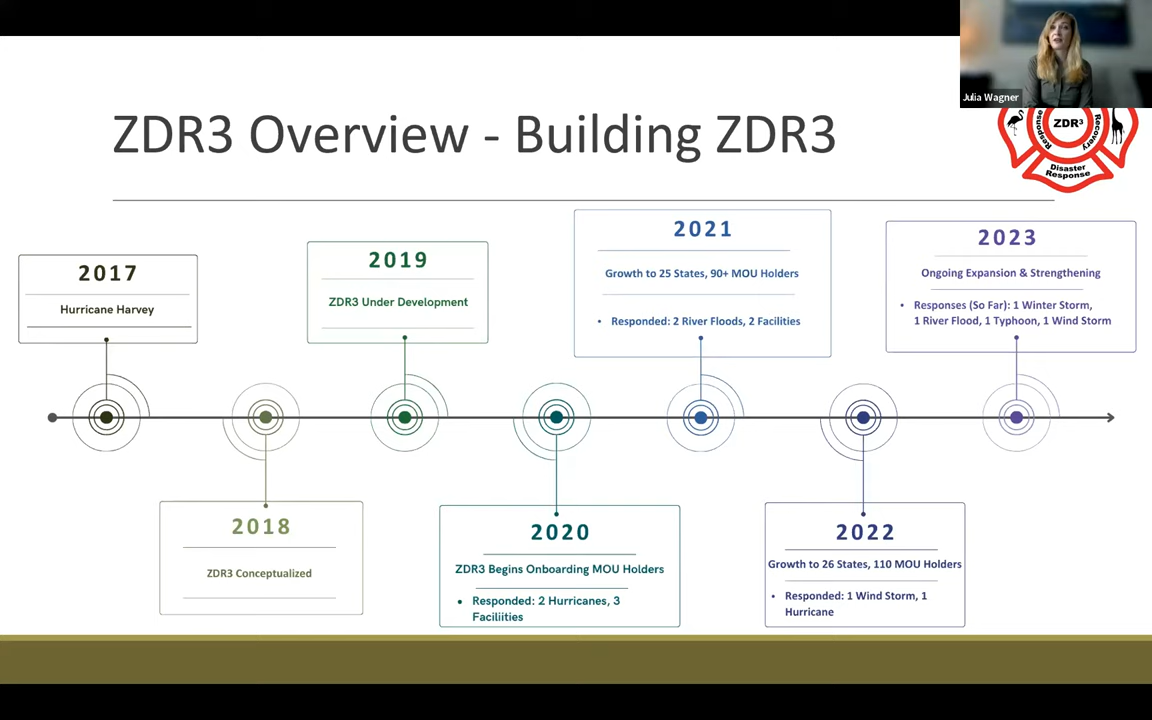 Julia Wagner
ZDR3 Overview - Building ZDR3
Response
ZDR³
Recovery
Disaster
Response
2017
Hurricane Harvey
2019
ZDR3 Under Development
2021
Growth to 25 States, 90+ MOU Holders
• Responded: 2 River Floods, 2 Facilities
2023
Ongoing Expansion & Strengthening
• Responses (So Far): 1 Winter Storm,
1 River Flood, 1 Typhoon, 1 Wind Storm
2018
ZDR3 Conceptualized
2020
ZDR3 Begins Onboarding MOU Holders
• Responded: 2 Hurricanes, 3
Faciliities
2022
Growth to 26 States, 110 MOU Holders
• Responded: 1 Wind Storm, 1
Hurricane